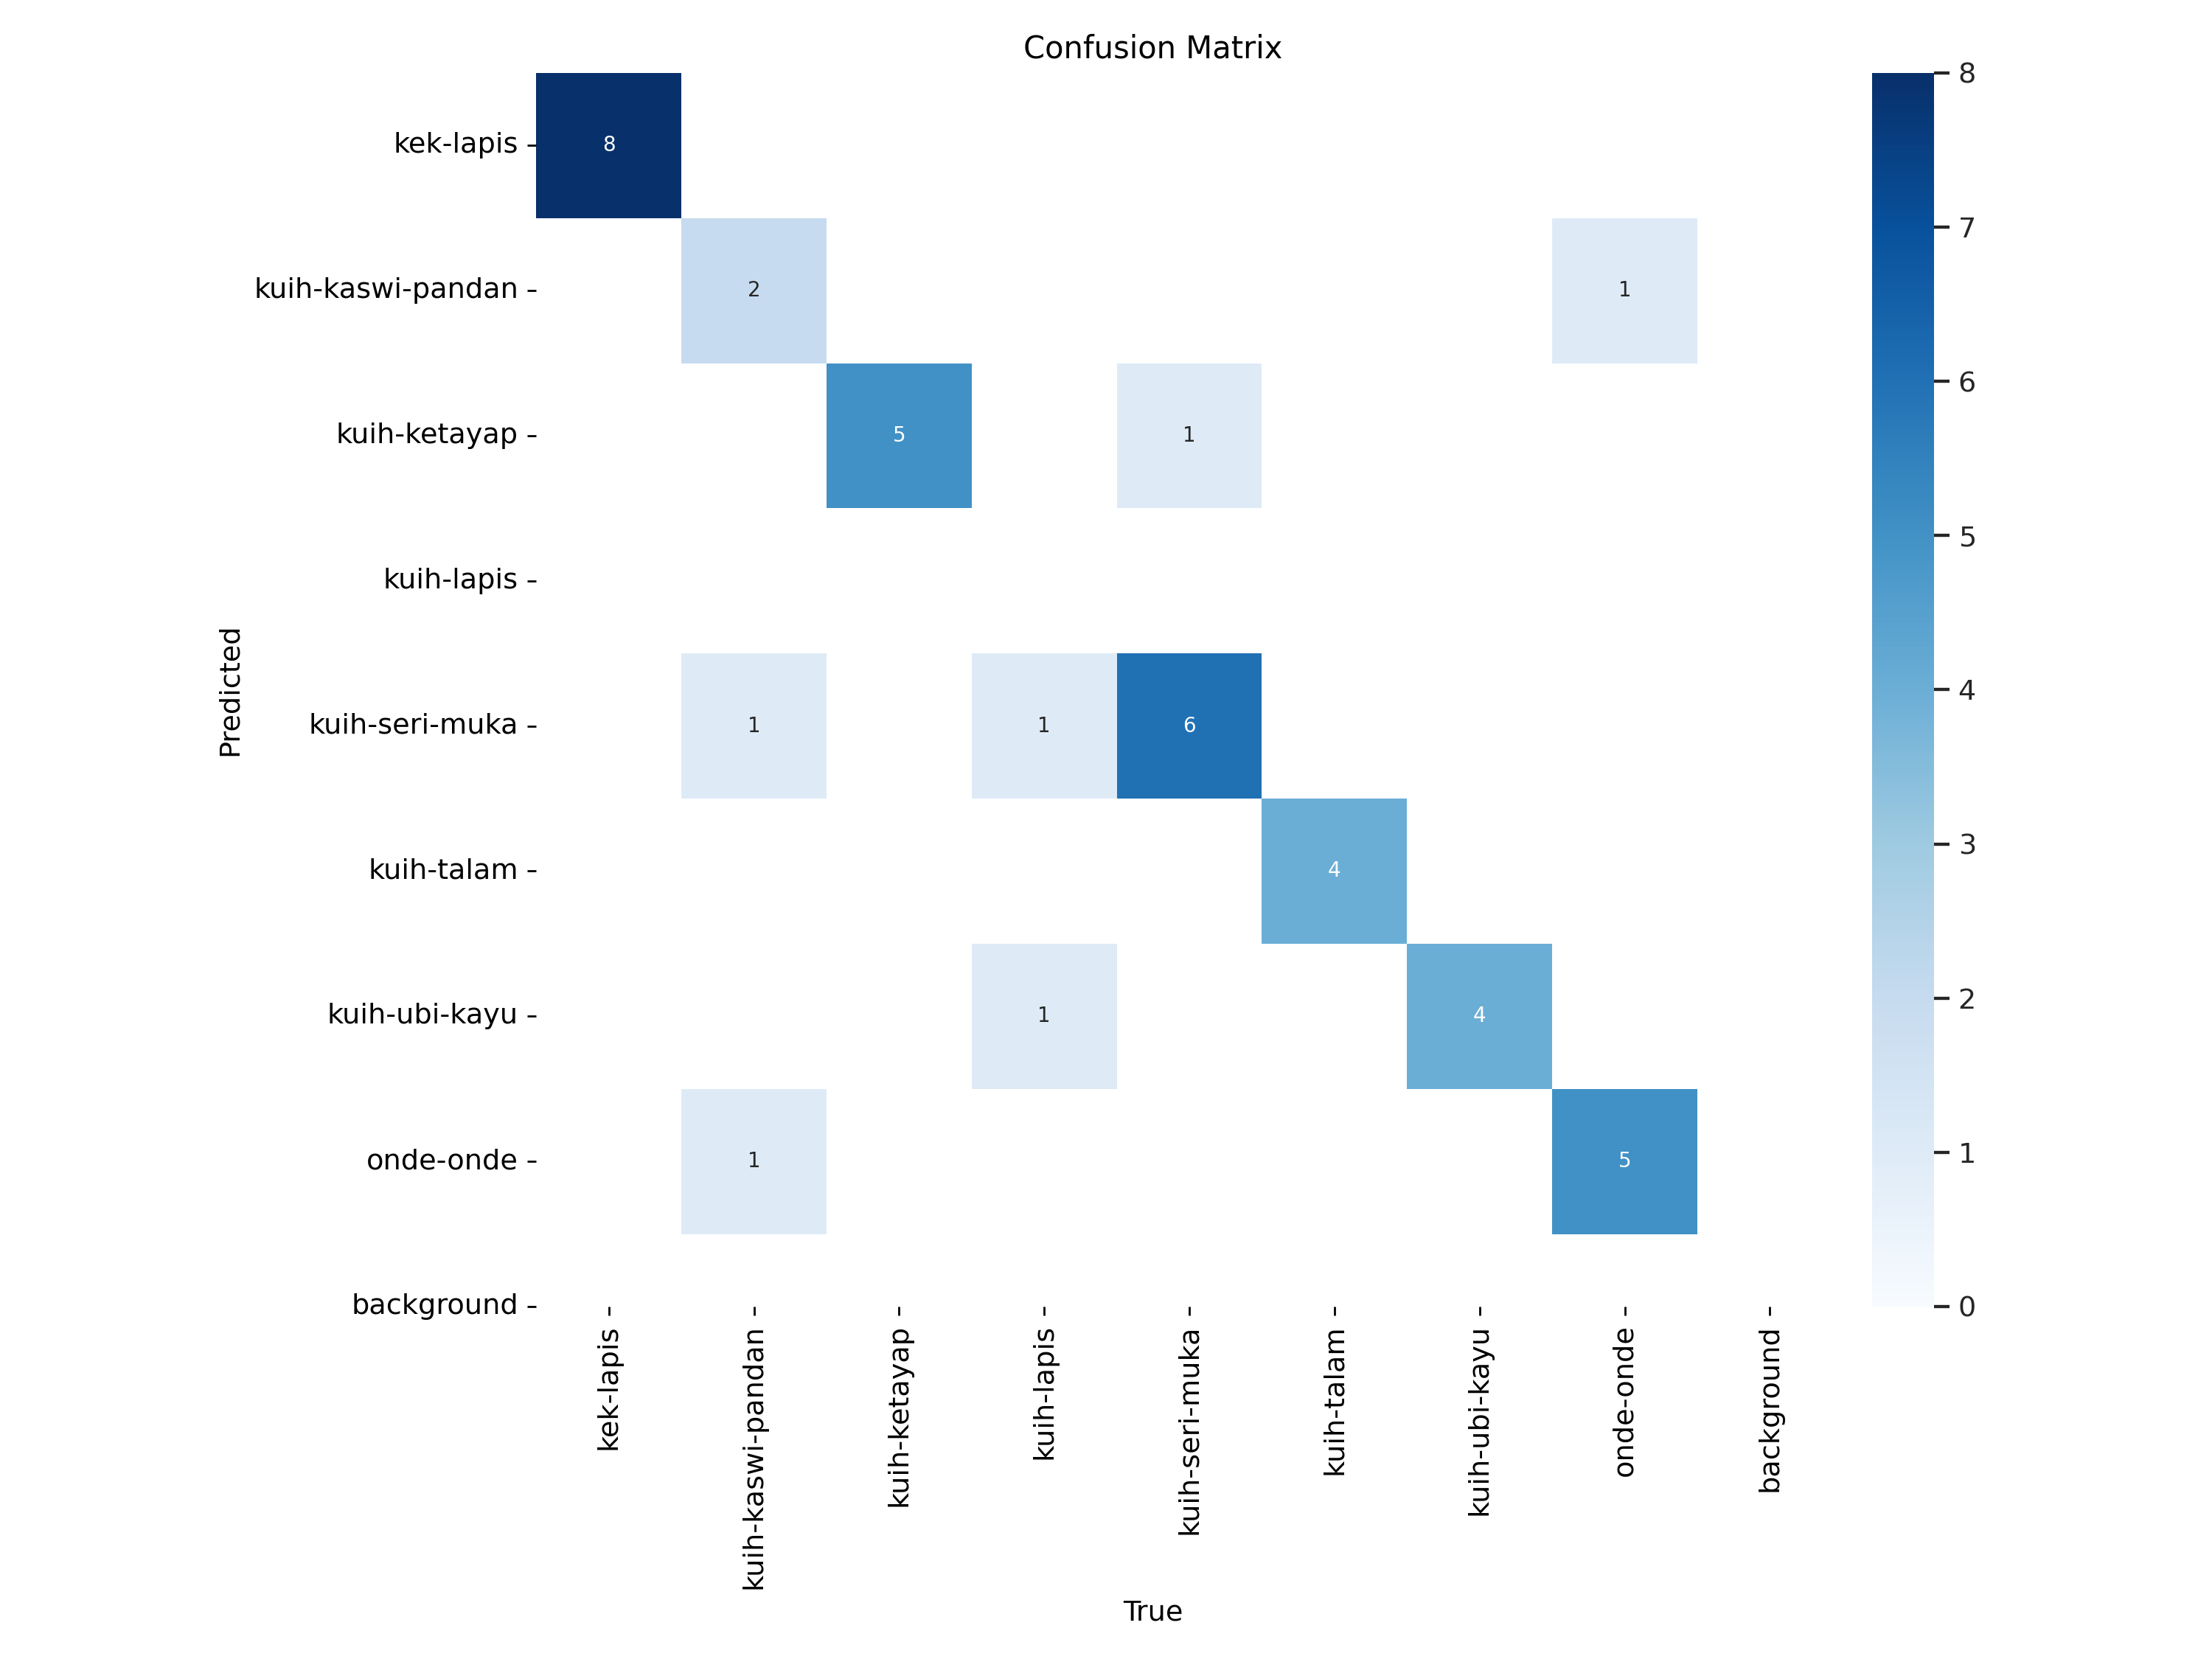 Confusion Matrix
kek-lapis
8
kuih-kaswi-pandan
2
1
kuih-ketayap
5
1
kuih-lapis
kuih-seri-muka
1
1
6
kuih-talam
4
kuih-ubi-kayu
1
4
onde-onde
1
5
background
Predicted
kek-lapis
kuih-kaswi-pandan
kuih-ketayap
kuih-lapis
kuih-seri-muka
kuih-talam
kuih-ubi-kayu
onde-onde
background
True
8
7
6
5
4
3
2
1
0